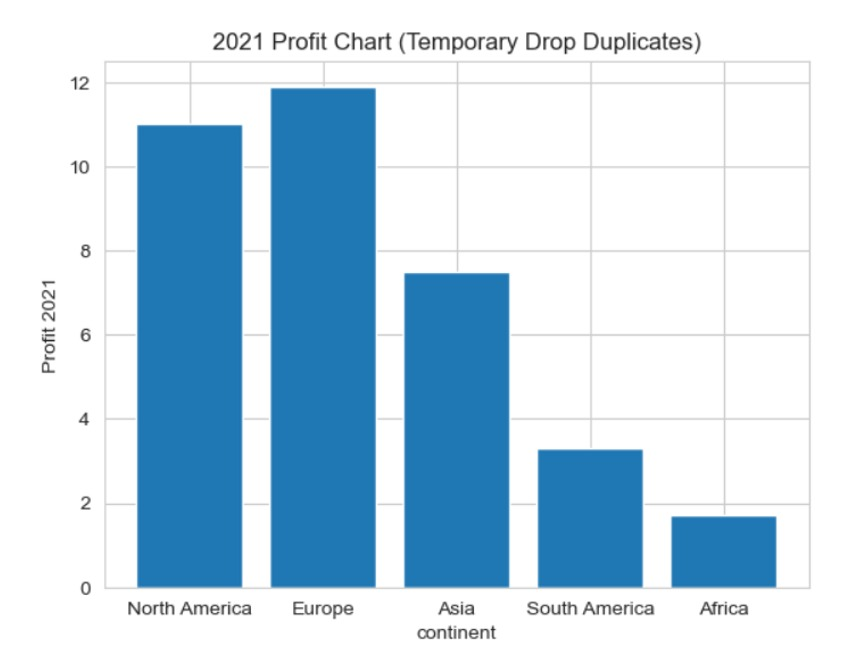 2021 Profit Chart (Temporary Drop Duplicates)
Profit 2021
12
10
8
6
4
2
0
North America Europe Asia South America Africa
continent